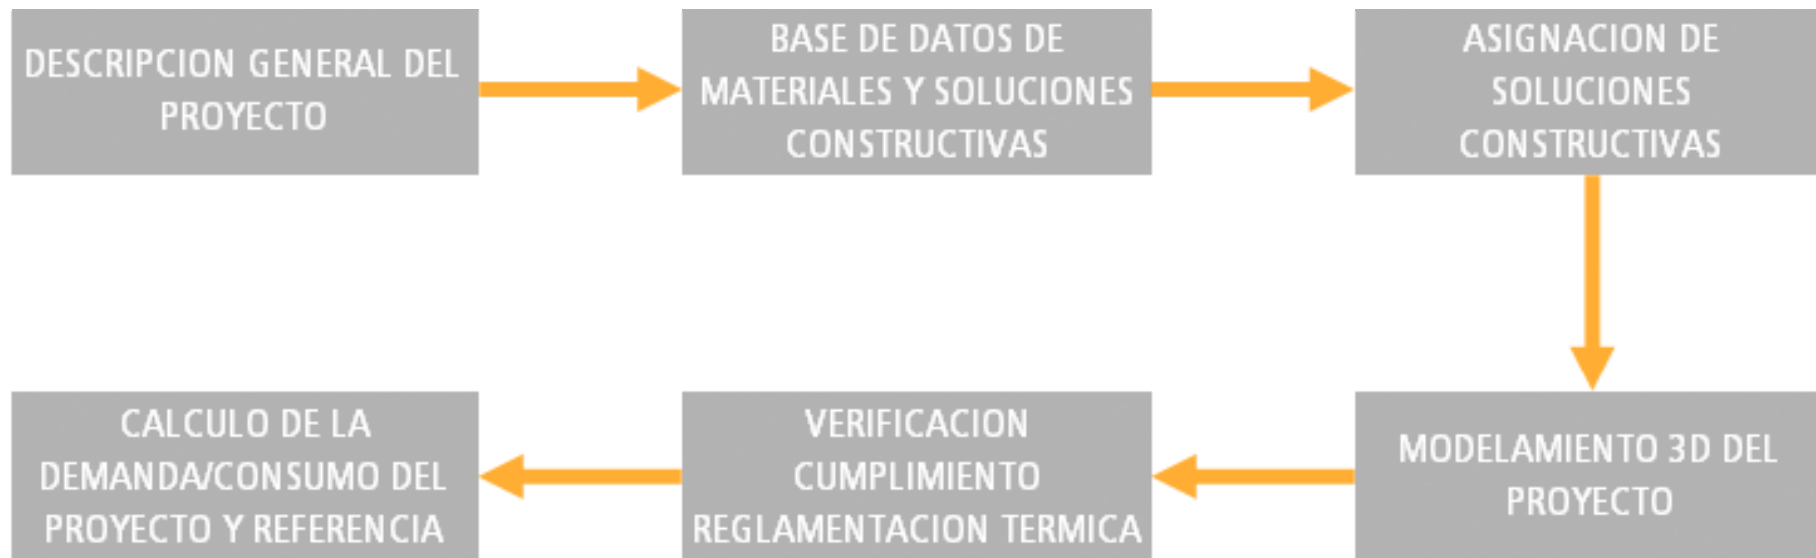 DESCRIPCION GENERAL DEL
PROYECTO
BASE DE DATOS DE
MATERIALES Y SOLUCIONES
CONSTRUCTIVAS
ASIGNACION DE
SOLUCIONES
CONSTRUCTIVAS
MODELAMIENTO 3D DEL
PROYECTO
VERIFICACION
CUMPLIMIENTO
REGLAMENTACION TERMICA
CALCULO DE LA
DEMANDA/CONSUMO DEL
PROYECTO Y REFERENCIA